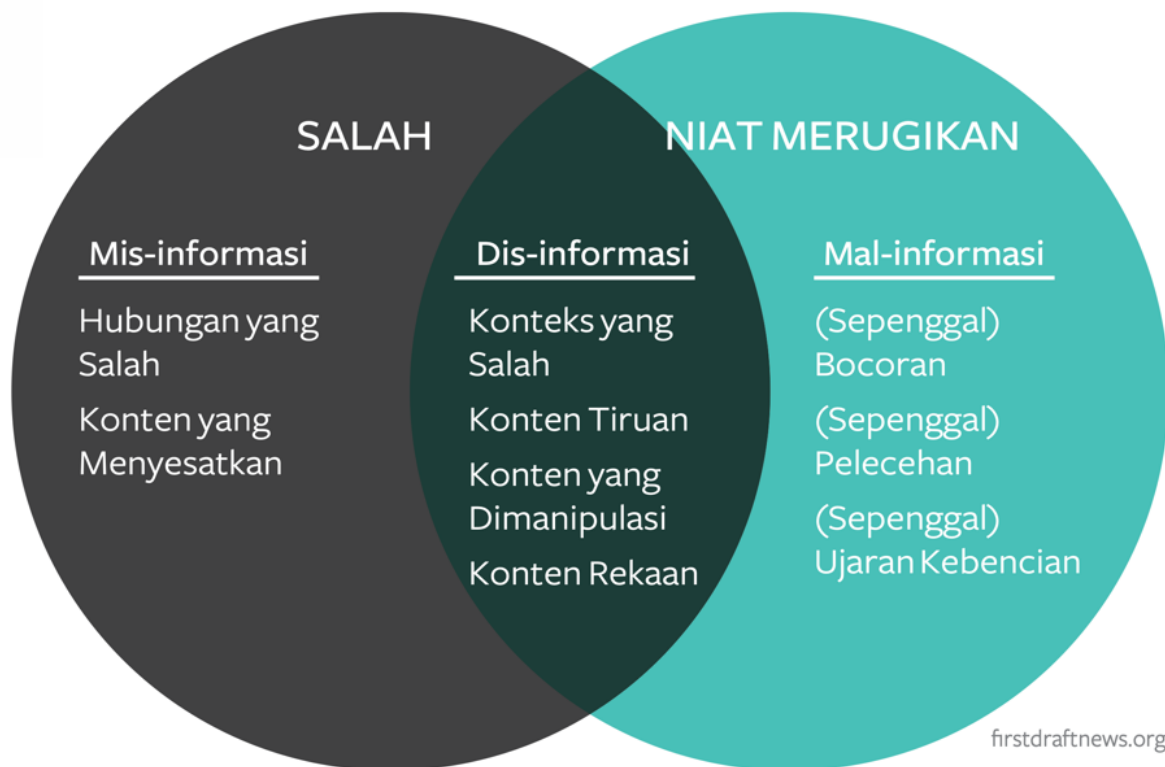 SALAH
NIAT MERUGIKAN
Mis-informasi
Hubungan yang
Salah
Konten yang
Menyesatkan
Dis-informasi
Konteks yang
Salah
Konten Tiruan
Konten yang
Dimanipulasi
Konten Rekaan
Mal-informasi
(Sepenggal)
Bocoran
(Sepenggal)
Pelecehan
(Sepenggal)
Ujaran Kebencian
firstdraftnews.org